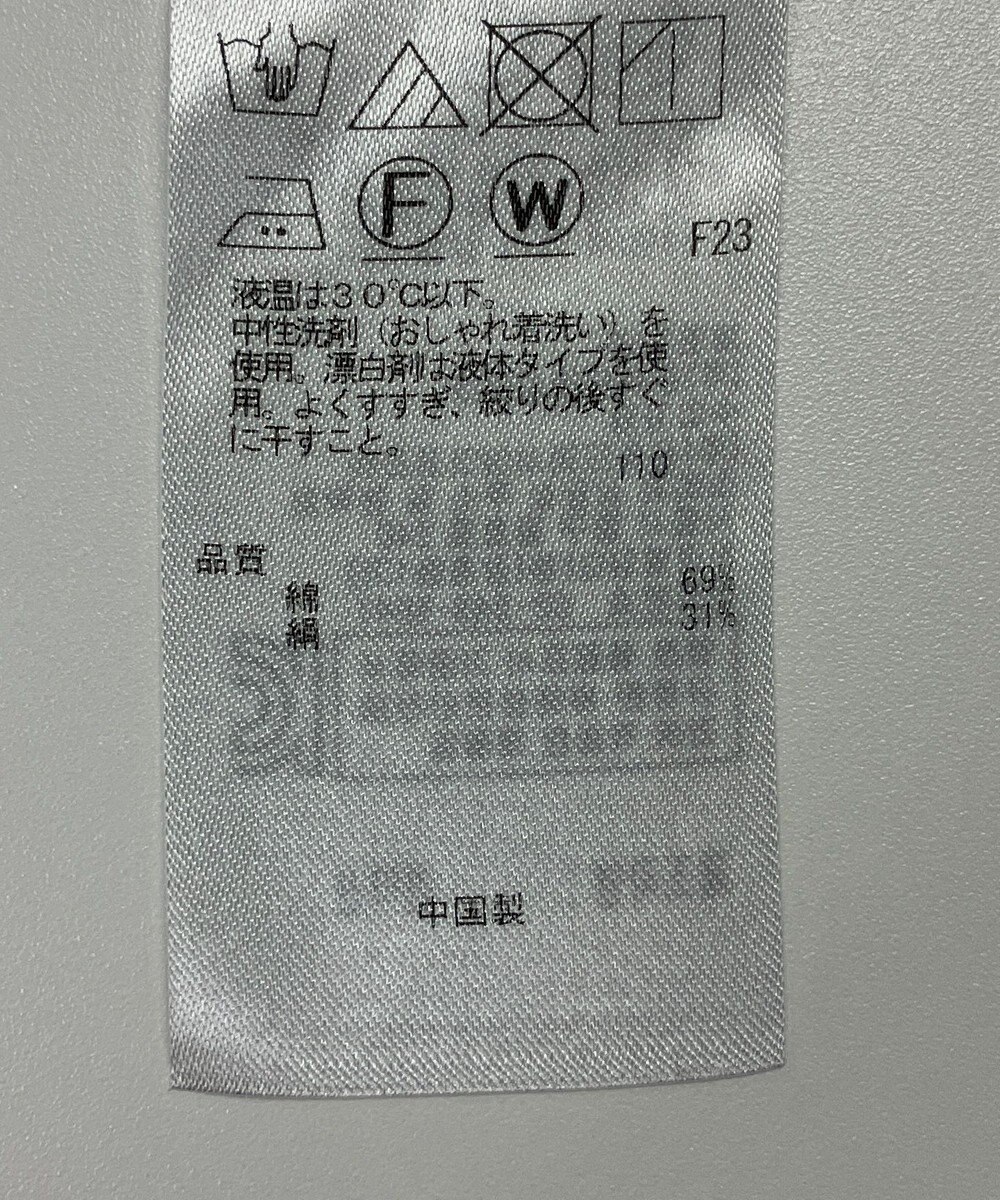 F W
F23
液温は30℃以下。
中性洗剤（おしゃれ着洗い）を
使用。漂白剤は液体タイプを使
用。よくすすぎ、絞りの後すぐ
に干すこと。
110
品質
綿 69%
絹 31%
中国製